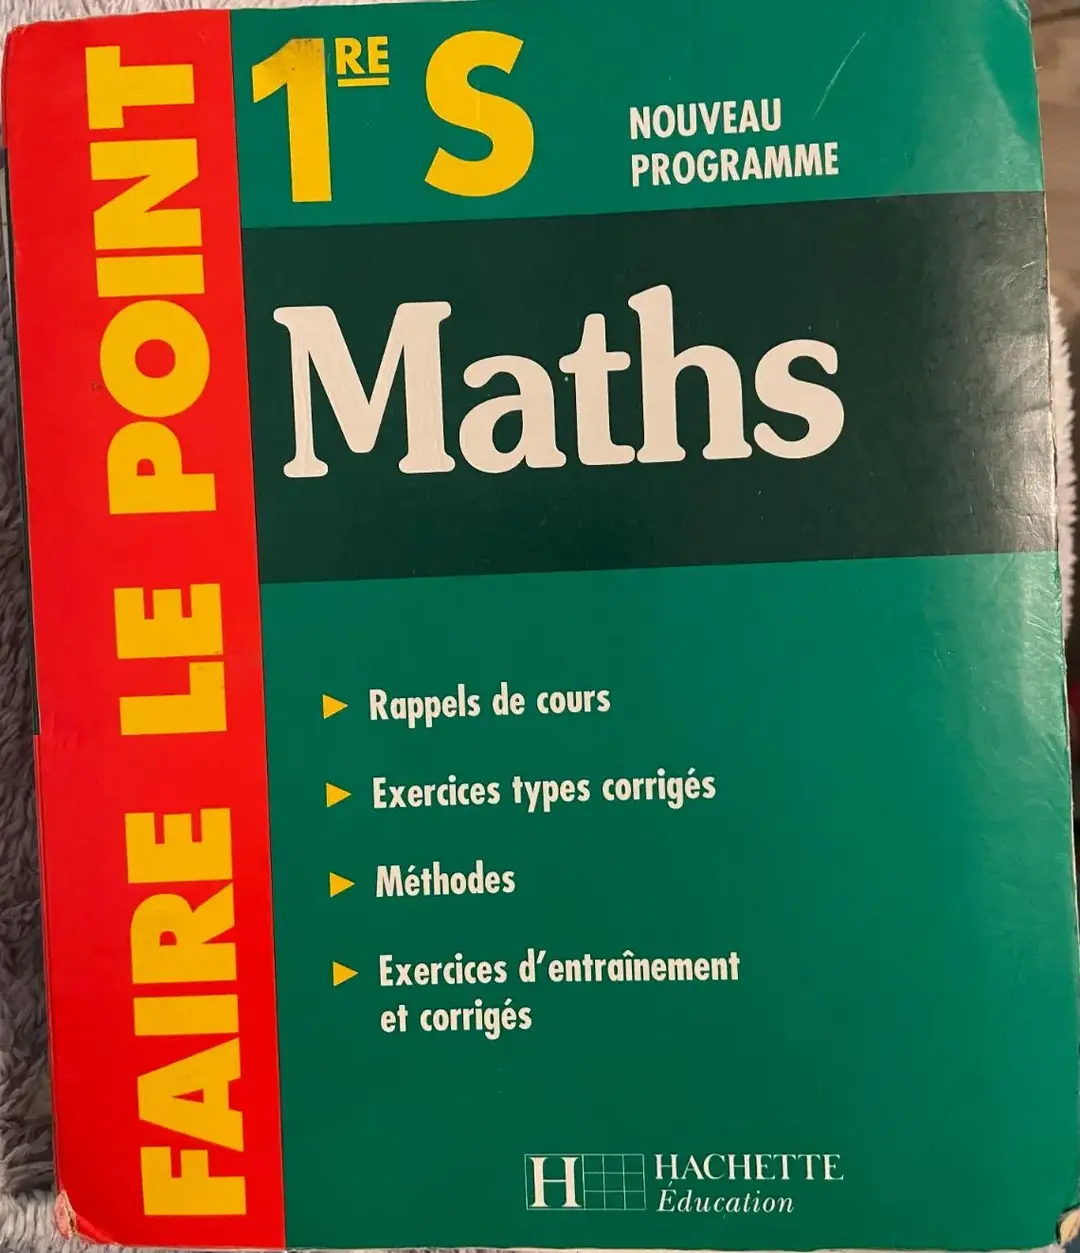 FAIRE LE POINT
1RE S
NOUVEAU
PROGRAMME
Maths
Rappels de cours
Exercices types corrigés
Méthodes
Exercices d'entraînement
et corrigés
H HACHETTE
Éducation